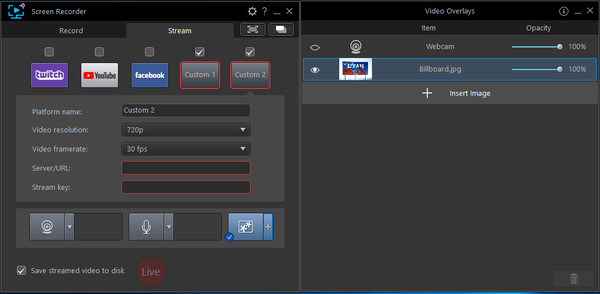 Screen Recorder
Record
Stream
twitch
YouTube
facebook
Custom 1
Custom 2
Platform name:
Custom 2
Video resolution:
720p
Video framerate:
30 fps
Server/URL:
Stream key:
Save streamed video to disk
Live
Video Overlays
Item
Opacity
Webcam
100%
Billboard.jpg
100%
Insert Image